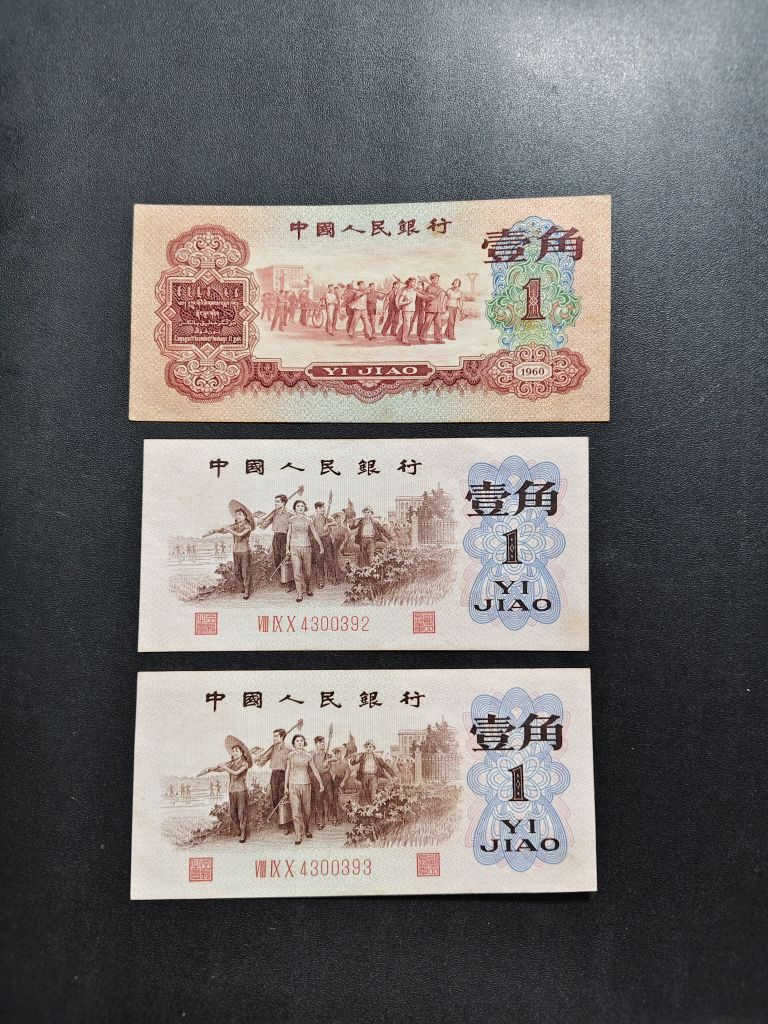 中國人民銀行
壹角
1
YI JIAO
1960
中國人民銀行
壹角
1
YI
JIAO
VIII IX X 4300392
中國人民銀行
壹角
1
YI
JIAO
VIII IX X 4300393